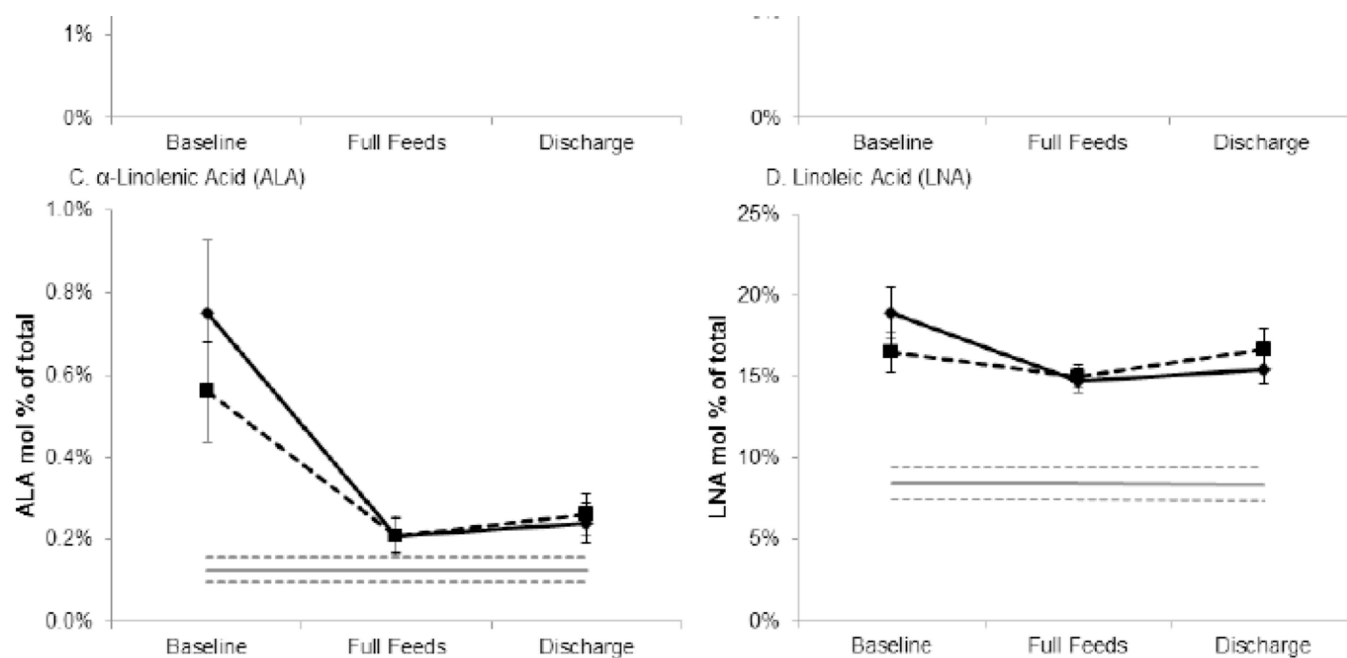 1%
0%
Baseline Full Feeds Discharge
0%
Baseline Full Feeds Discharge
C. α-Linolenic Acid (ALA)
1.0%
0.8%
0.6%
0.4%
0.2%
0.0%
ALA mol % of total
Baseline Full Feeds Discharge
D. Linoleic Acid (LNA)
25%
20%
15%
10%
5%
0%
LNA mol % of total
Baseline Full Feeds Discharge